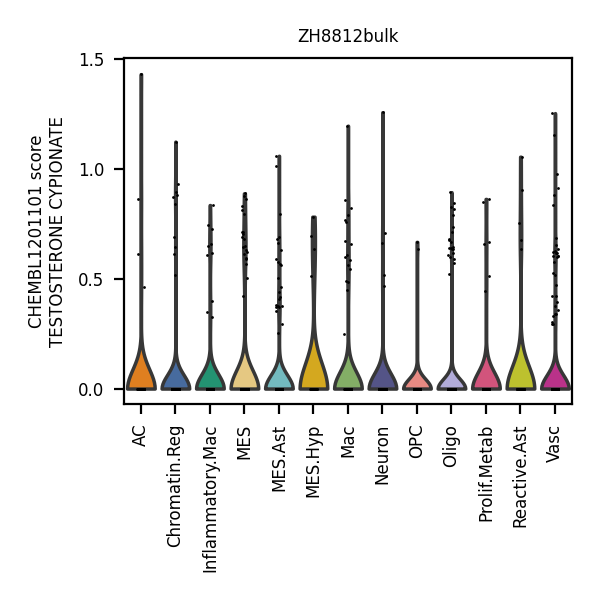 ZH8812bulk
CHEMBL1201101 score
TESTOSTERONE CYPIONATE
1.5
1.0
0.5
0.0
AC
Chromatin.Reg
Inflammatory.Mac
MES
MES.Ast
MES.Hyp
Mac
Neuron
OPC
Oligo
Prolif.Metab
Reactive.Ast
Vasc